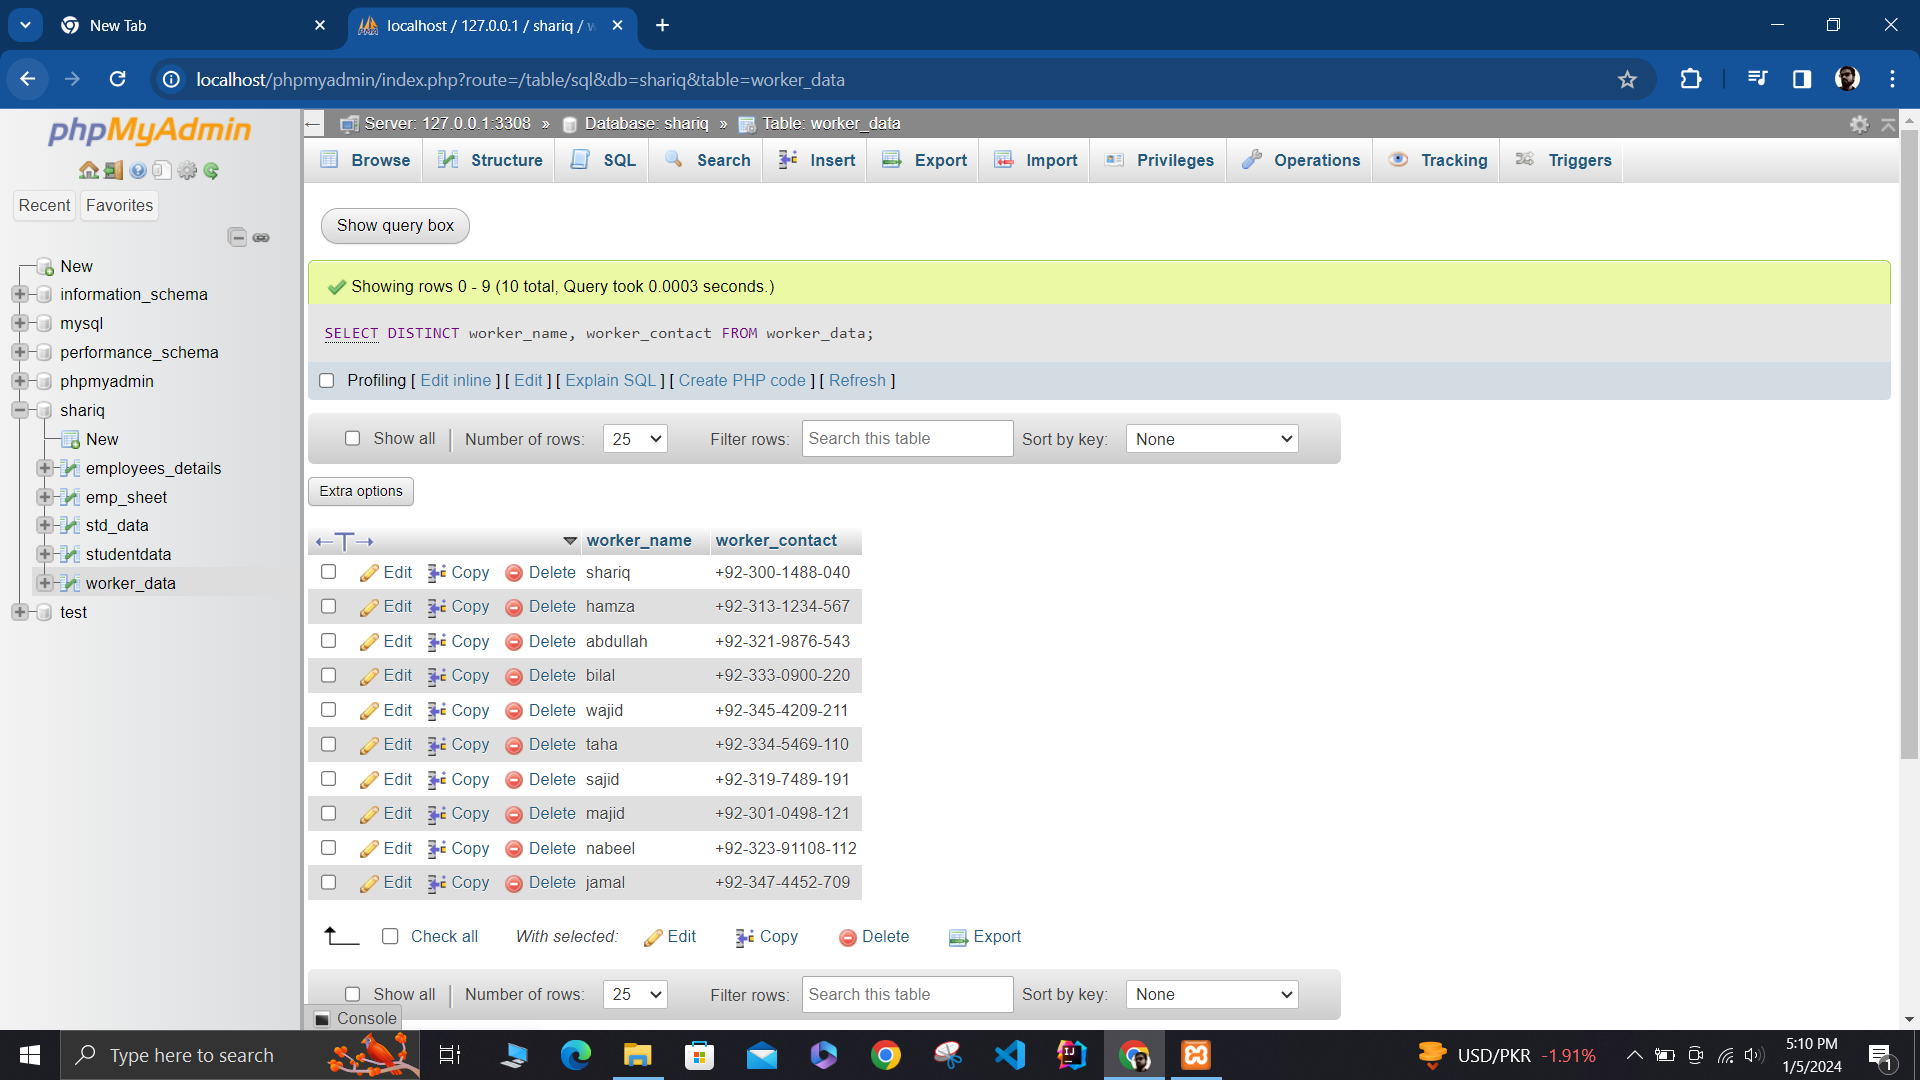 New Tab
localhost / 127.0.0.1 / shariq / w
localhost/phpmyadmin/index.php?route=/table/sql&db=shariq&table=worker_data
phpMyAdmin
Recent Favorites
New
information_schema
mysql
performance_schema
phpmyadmin
shariq
New
employees_details
emp_sheet
std_data
studentdata
worker_data
test
Server: 127.0.0.1:3308 » Database: shariq » Table: worker_data
Browse Structure SQL Search Insert Export Import Privileges Operations Tracking Triggers
Show query box
Showing rows 0 - 9 (10 total, Query took 0.0003 seconds.)
SELECT DISTINCT worker_name, worker_contact FROM worker_data;
Profiling [ Edit inline ] [ Edit ] [ Explain SQL ] [ Create PHP code ] [ Refresh ]
Show all Number of rows: 25 Filter rows: Search this table Sort by key: None
Extra options
←T→ worker_name worker_contact
Edit Copy Delete shariq +92-300-1488-040
Edit Copy Delete hamza +92-313-1234-567
Edit Copy Delete abdullah +92-321-9876-543
Edit Copy Delete bilal +92-333-0900-220
Edit Copy Delete wajid +92-345-4209-211
Edit Copy Delete taha +92-334-5469-110
Edit Copy Delete sajid +92-319-7489-191
Edit Copy Delete majid +92-301-0498-121
Edit Copy Delete nabeel +92-323-91108-112
Edit Copy Delete jamal +92-347-4452-709
Check all With selected: Edit Copy Delete Export
Show all Number of rows: 25 Filter rows: Search this table Sort by key: None
Console
Type here to search
USD/PKR -1.91%
5:10 PM
1/5/2024
1